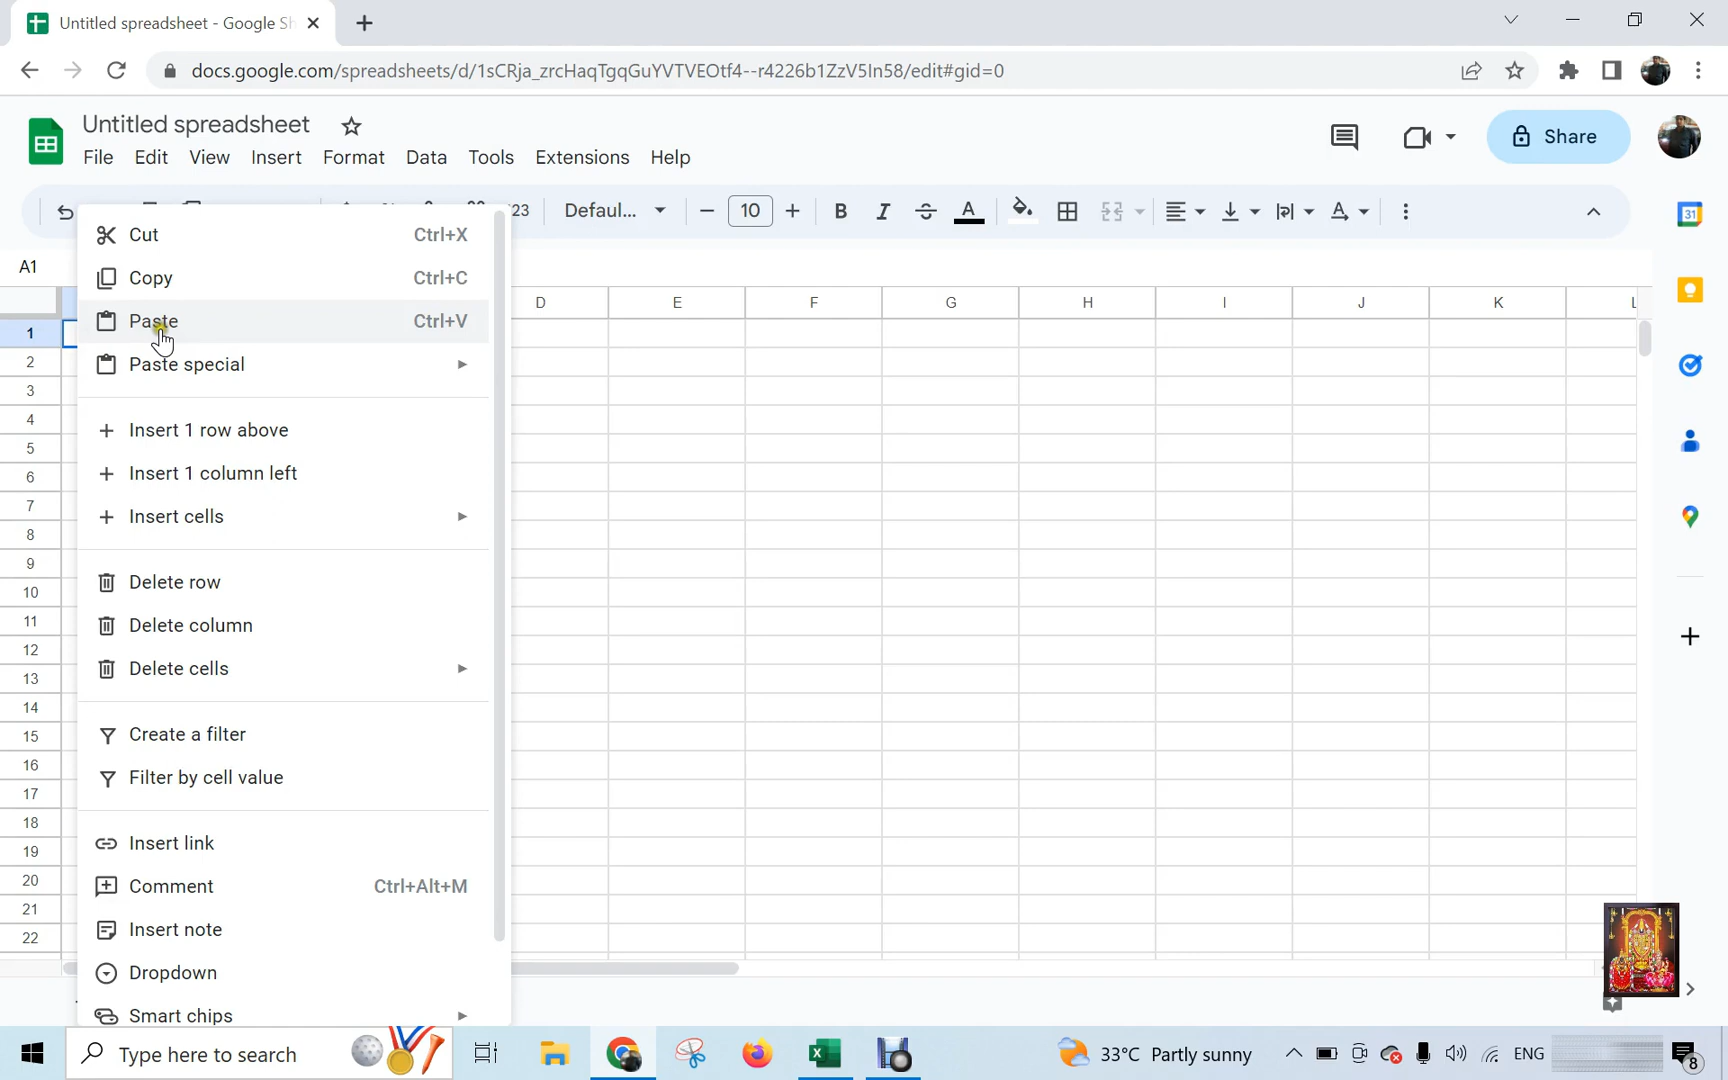 Untitled spreadsheet - Google Sh
docs.google.com/spreadsheets/d/1sCRja_zrcHaqTgqGuYVTVEOtf4--r4226b1ZzV5In58/edit#gid=0
Untitled spreadsheet
File Edit View Insert Format Data Tools Extensions Help
Share
123 Defaul... 10
31
A1
D E F G H I J K L
Cut Ctrl+X
Copy Ctrl+C
Paste Ctrl+V
Paste special
Insert 1 row above
Insert 1 column left
Insert cells
Delete row
Delete column
Delete cells
Create a filter
Filter by cell value
Insert link
Comment Ctrl+Alt+M
Insert note
Dropdown
Smart chips
1
2
3
4
5
6
7
8
9
10
11
12
13
14
15
16
17
18
19
20
21
22
Type here to search
33°C Partly sunny
ENG
8